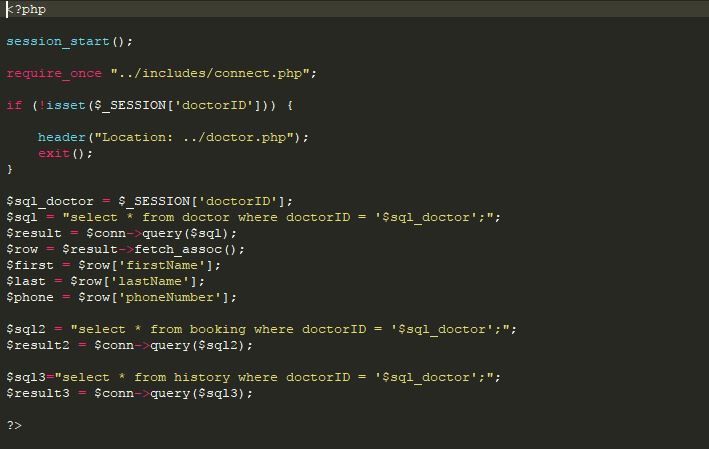 <?php
session_start();
require_once "../includes/connect.php";
if (!isset($_SESSION['doctorID'])) {
header("Location: ../doctor.php");
exit();
}
$sql_doctor = $_SESSION['doctorID'];
$sql = "select * from doctor where doctorID = '$sql_doctor';";
$result = $conn->query($sql);
$row = $result->fetch_assoc();
$first = $row['firstName'];
$last = $row['lastName'];
$phone = $row['phoneNumber'];
$sql2 = "select * from booking where doctorID = '$sql_doctor';";
$result2 = $conn->query($sql2);
$sql3="select * from history where doctorID = '$sql_doctor';";
$result3 = $conn->query($sql3);
?>